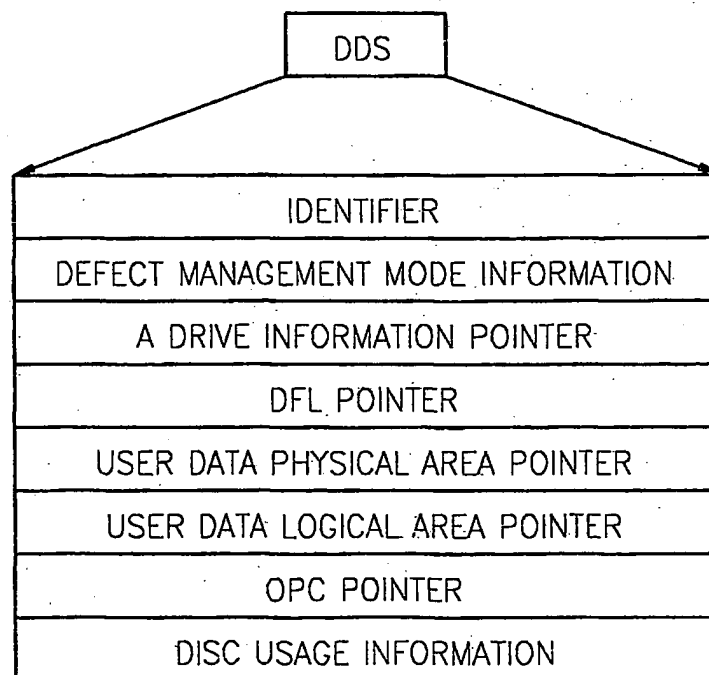 DDS
IDENTIFIER
DEFECT MANAGEMENT MODE INFORMATION
A DRIVE INFORMATION POINTER
DFL POINTER
USER DATA PHYSICAL AREA POINTER
USER DATA LOGICAL AREA POINTER
OPC POINTER
DISC USAGE INFORMATION